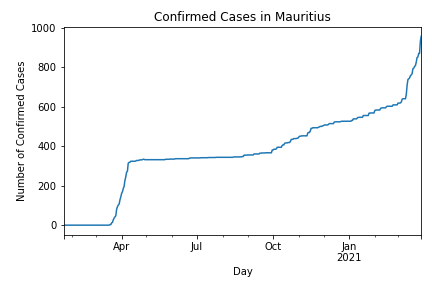 Confirmed Cases in Mauritius
1000
800
600
400
200
0
Number of Confirmed Cases
Apr
Jul
Oct
Jan
2021
Day